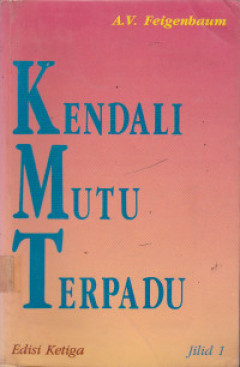 A.V. Feigenbaum
KENDALI
MUTU
TERPADU
Edisi Ketiga
Jilid 1